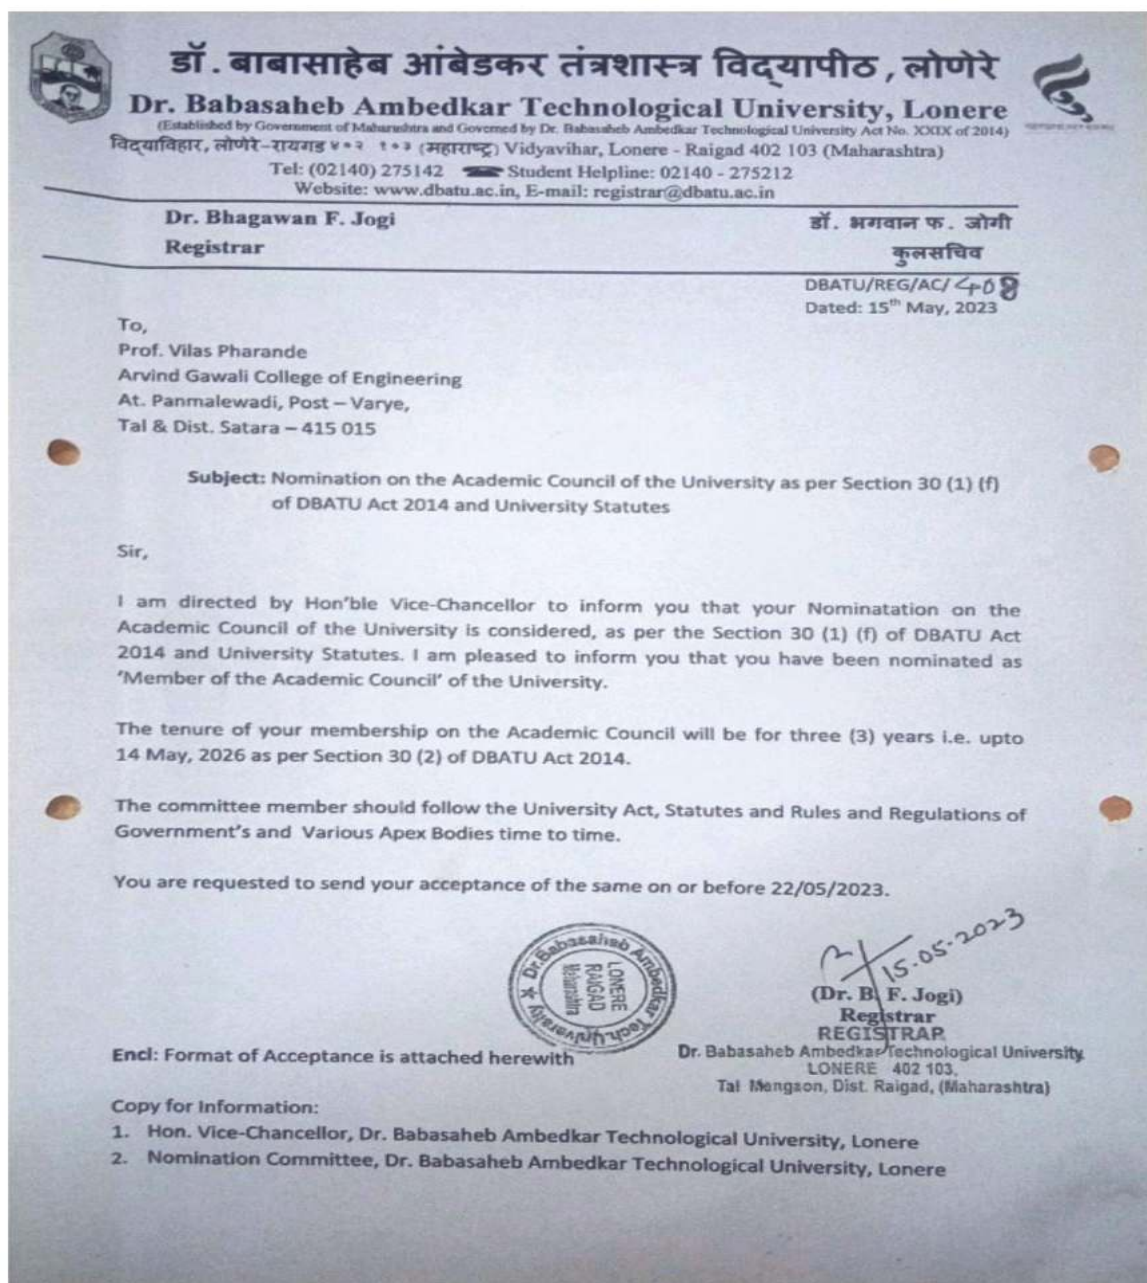 डॉ. बाबासाहेब आंबेडकर तंत्रशास्त्र विद्यापीठ, लोणेरे
Dr. Babasaheb Ambedkar Technological University, Lonere
(Established by Government of Maharashtra and Governed by Dr. Babasaheb Ambedkar Technological University Act No. XXIX of 2014)
विद्याविहार, लोणेरे-रायगड ४०२ १०३ (महाराष्ट्र) Vidyavihar, Lonere - Raigad 402 103 (Maharashtra)
Tel: (02140) 275142 Student Helpline: 02140 - 275212
Website: www.dbatu.ac.in, E-mail: registrar@dbatu.ac.in
Dr. Bhagawan F. Jogi
Registrar
डॉ. भगवान फ. जोगी
कुलसचिव
DBATU/REG/AC/408
Dated: 15th May, 2023
To,
Prof. Vilas Pharande
Arvind Gawali College of Engineering
At. Panmalewadi, Post – Varye,
Tal & Dist. Satara – 415 015
Subject: Nomination on the Academic Council of the University as per Section 30 (1) (f)
of DBATU Act 2014 and University Statutes
Sir,
I am directed by Hon'ble Vice-Chancellor to inform you that your Nominatation on the
Academic Council of the University is considered, as per the Section 30 (1) (f) of DBATU Act
2014 and University Statutes. I am pleased to inform you that you have been nominated as
'Member of the Academic Council' of the University.
The tenure of your membership on the Academic Council will be for three (3) years i.e. upto
14 May, 2026 as per Section 30 (2) of DBATU Act 2014.
The committee member should follow the University Act, Statutes and Rules and Regulations of
Government's and Various Apex Bodies time to time.
You are requested to send your acceptance of the same on or before 22/05/2023.
Dr. Babasaheb Ambedkar Tech. University
LONERE
RAIGAD
Maharashtra
15.05.2023
(Dr. B. F. Jogi)
Registrar
REGISTRAR
Dr. Babasaheb Ambedkar Technological University
LONERE 402 103,
Tal Mangaon, Dist. Raigad, (Maharashtra)
Encl: Format of Acceptance is attached herewith
Copy for Information:
1. Hon. Vice-Chancellor, Dr. Babasaheb Ambedkar Technological University, Lonere
2. Nomination Committee, Dr. Babasaheb Ambedkar Technological University, Lonere